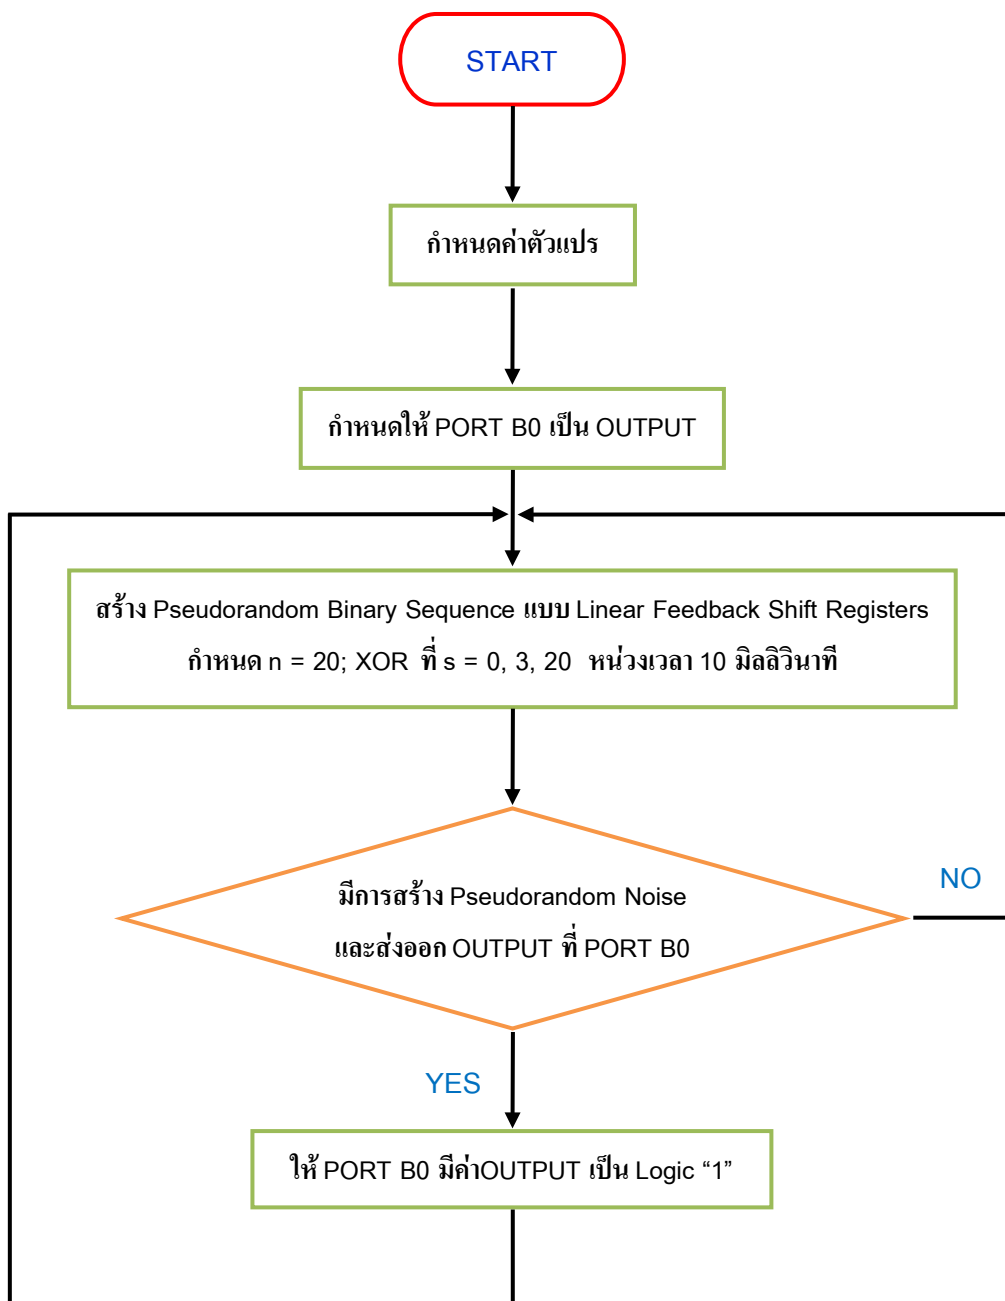 START
กำหนดค่าตัวแปร
กำหนดให้ PORT B0 เป็น OUTPUT
สร้าง Pseudorandom Binary Sequence แบบ Linear Feedback Shift Registers
กำหนด n = 20; XOR ที่ s = 0, 3, 20 หน่วงเวลา 10 มิลลิวินาที
มีการสร้าง Pseudorandom Noise
และส่งออก OUTPUT ที่ PORT B0
NO
YES
ให้ PORT B0 มีค่าOUTPUT เป็น Logic “1”